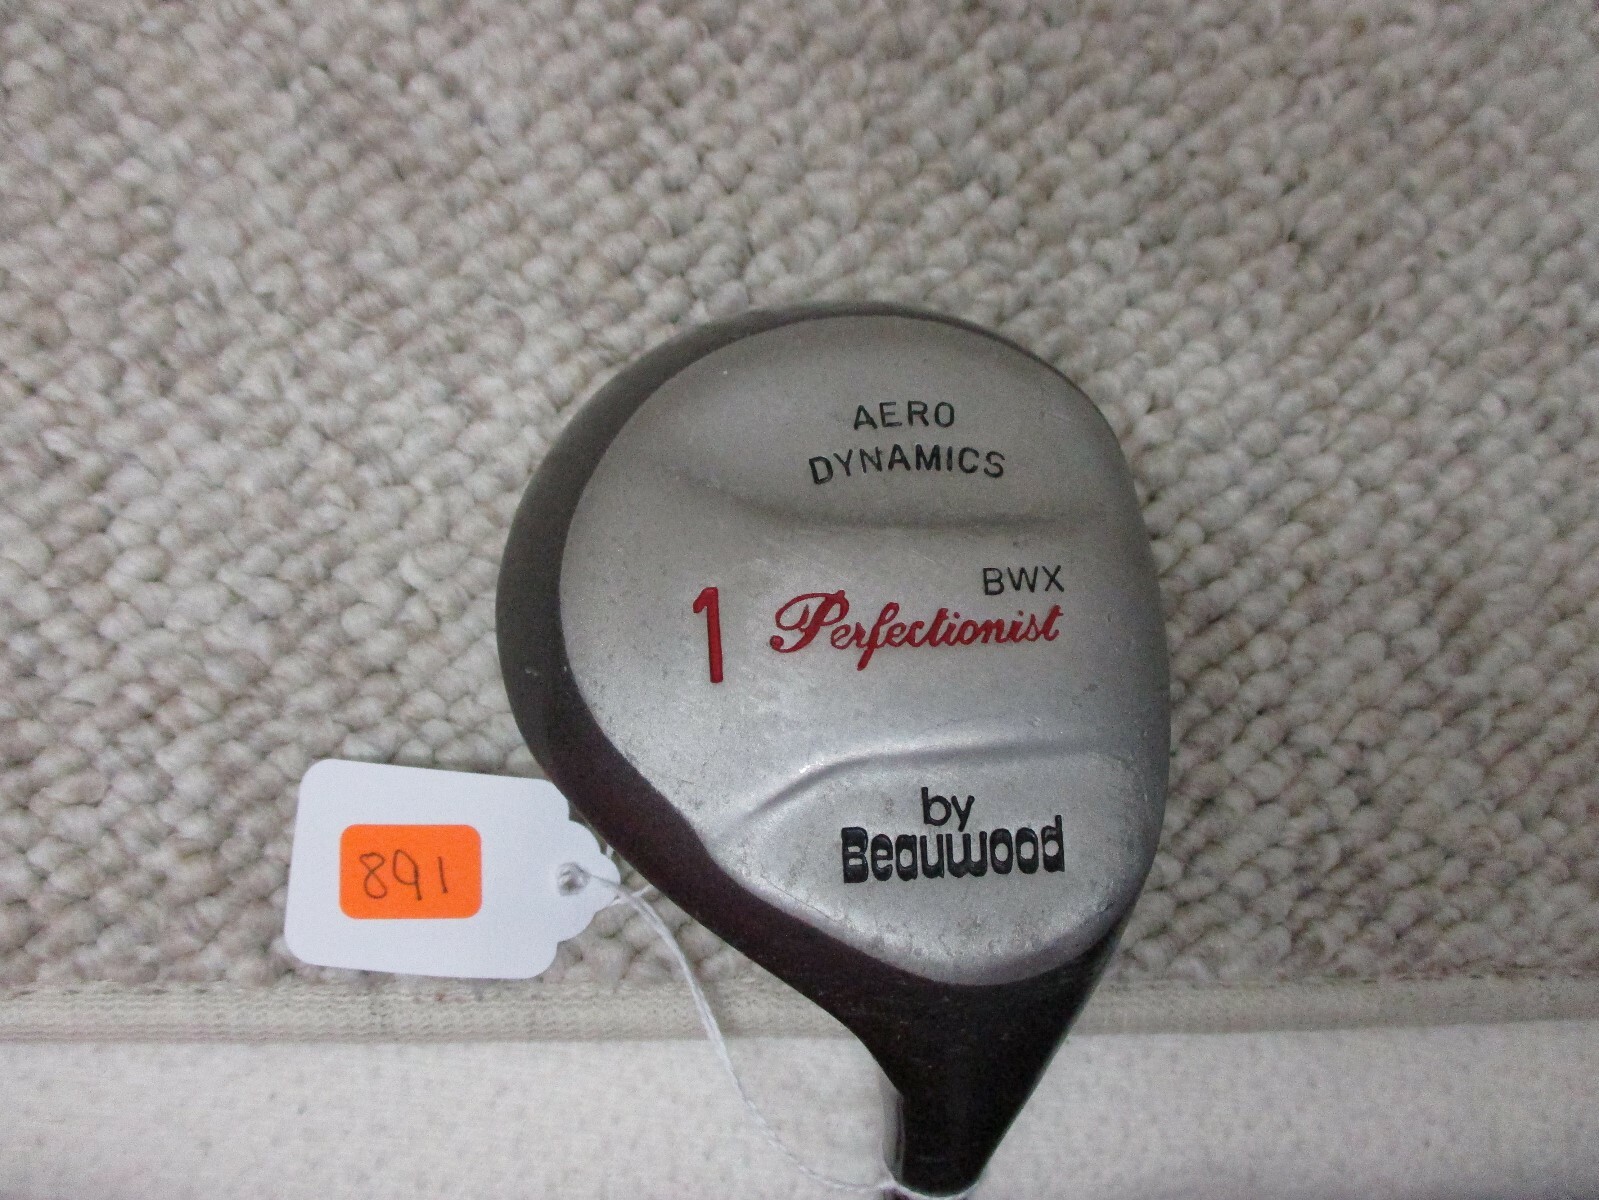 AERO
DYNAMICS
BWX
1 Perfectionist
by
Beauwood
891